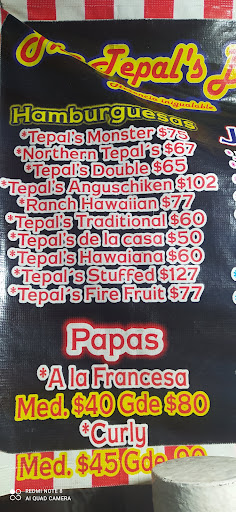 Tepal's
inigualable
Hamburguesas
*Tepal's Monster $75
*Northern Tepal´s $67
*Tepal's Double $65
*Tepal's Anguschiken $102
*Ranch Hawaiian $77
*Tepal's Traditional $60
*Tepal's de la casa $50
*Tepal's Hawaiana $60
*Tepal´s Stuffed $127
*Tepal´s Fire Fruit $77
Papas
*A la Francesa
Med. $40 Gde $80
*Curly
Med. $45 Gde
REDMI NOTE 8
AI QUAD CAMERA